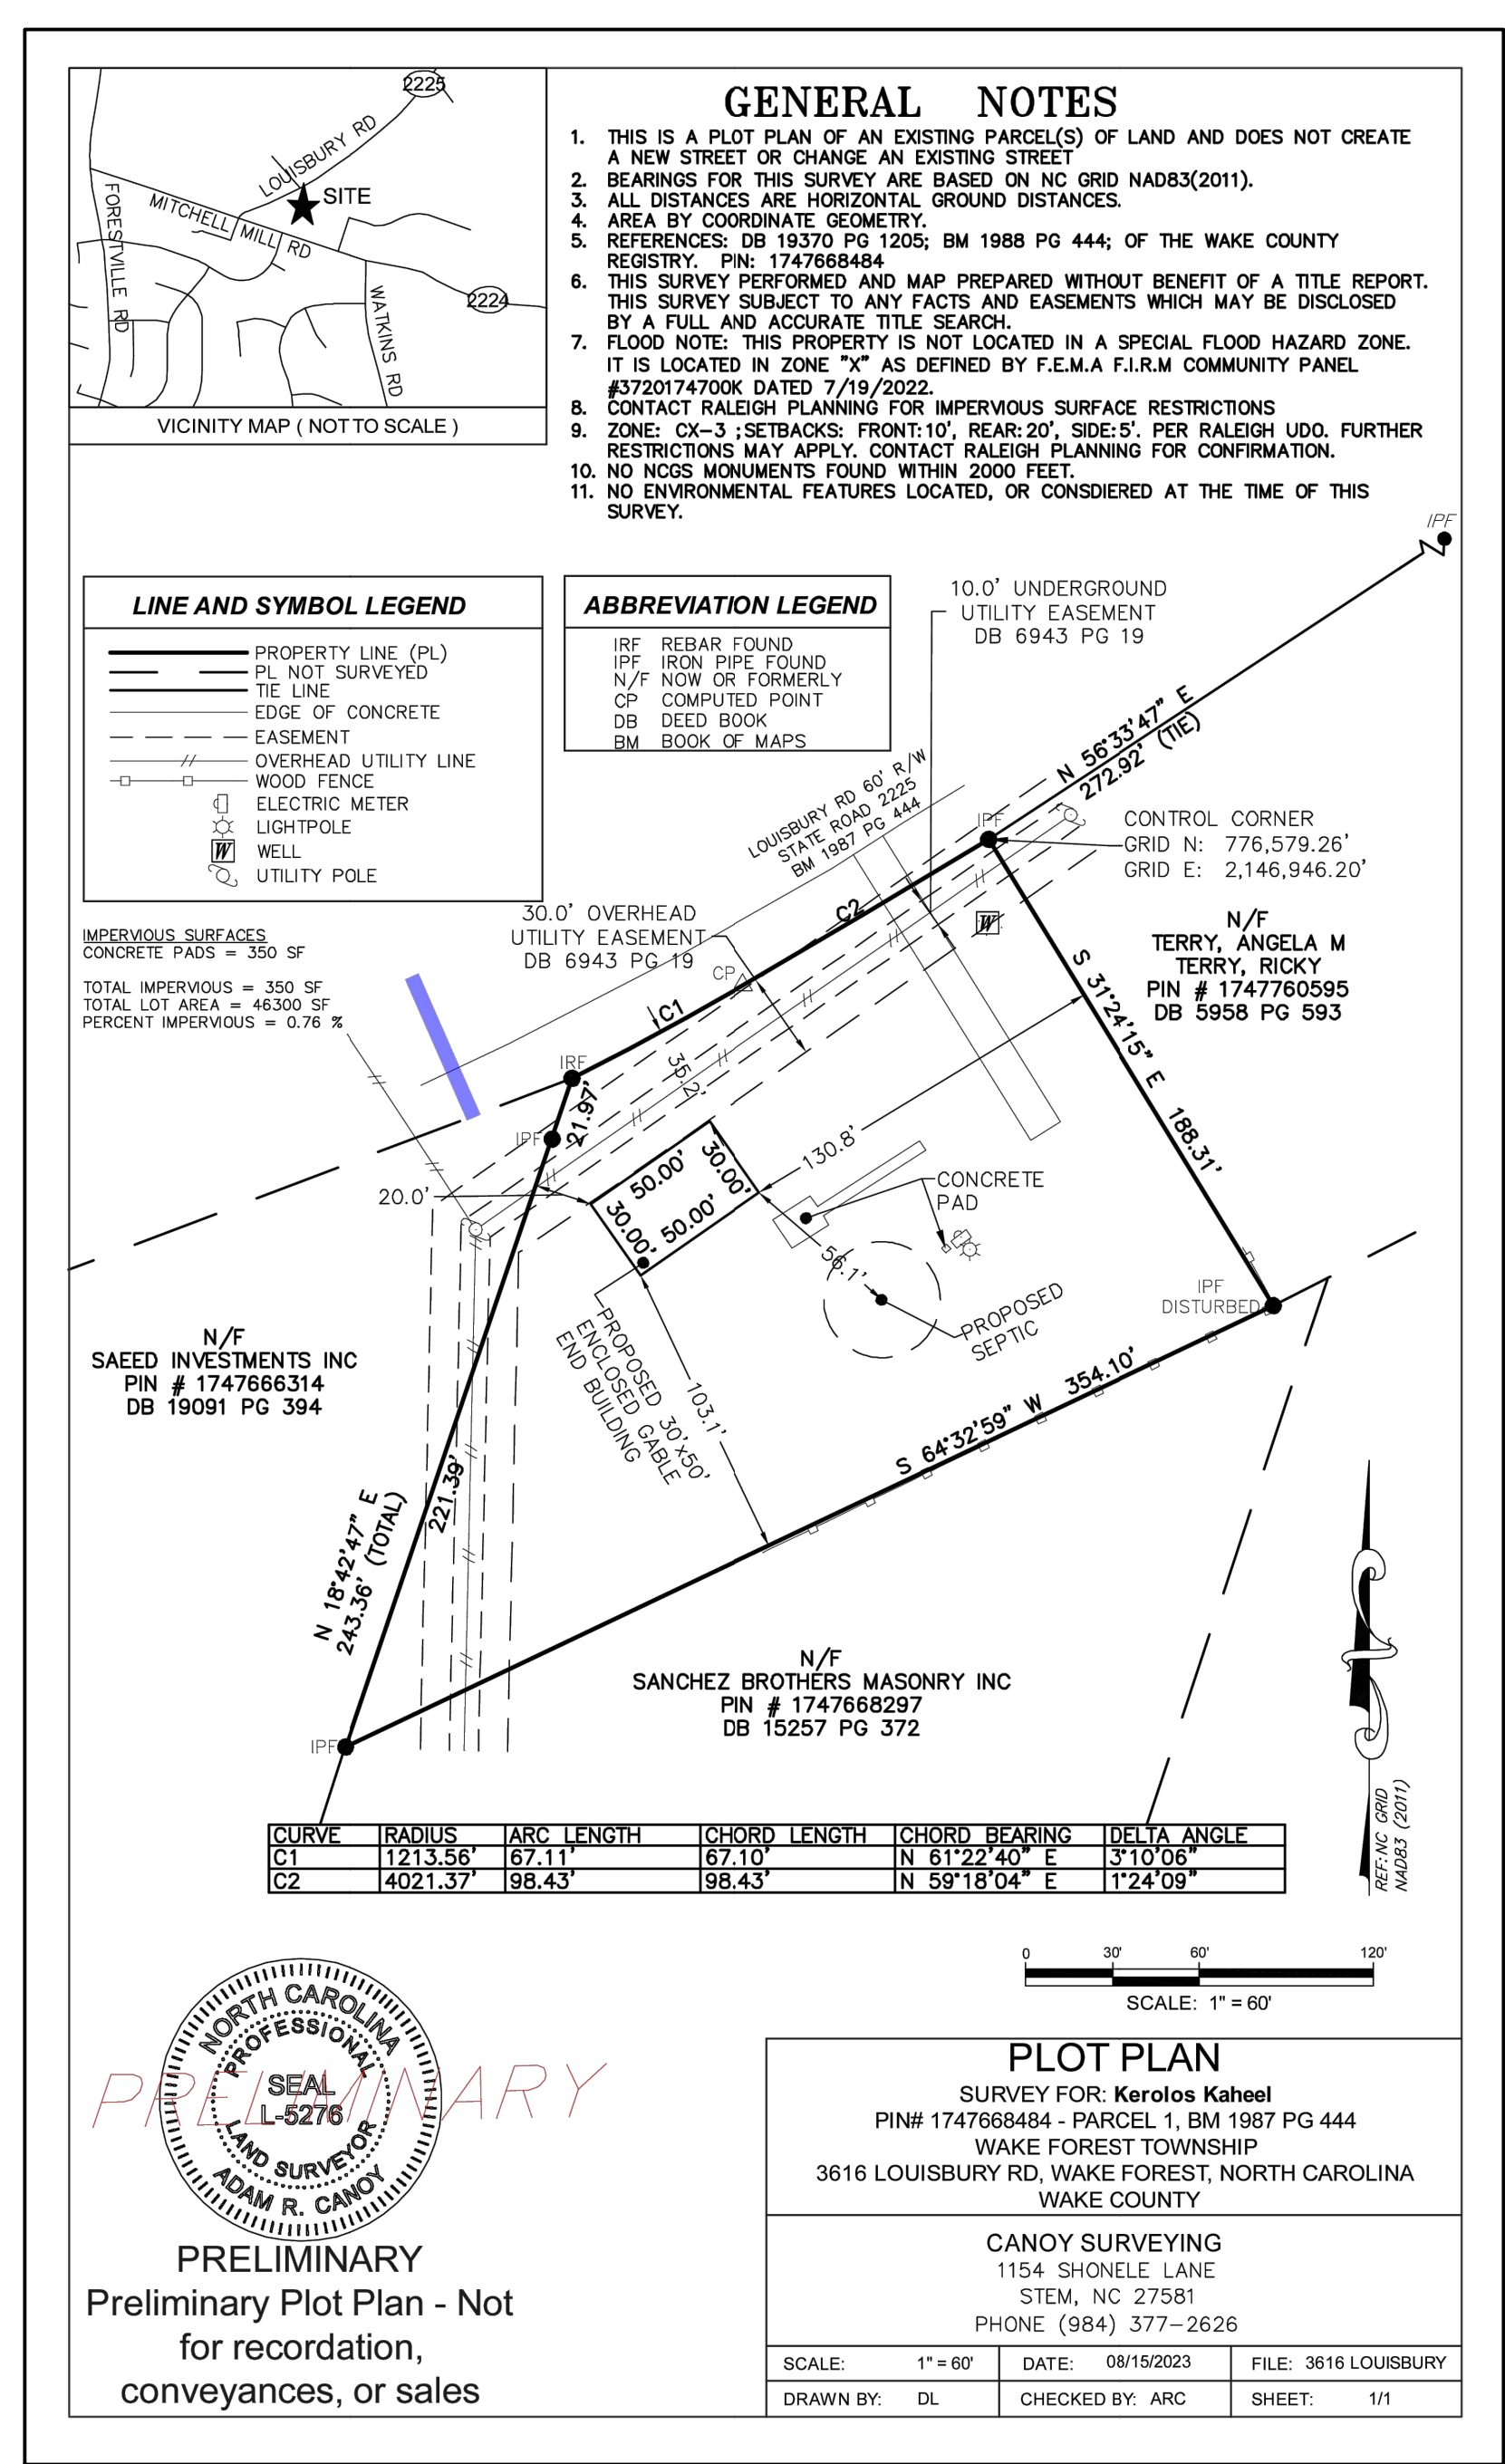 2225
LOUISBURY RD
SITE
FORESTVILLE RD
MITCHELL MILL RD
WATKINS RD
2224
VICINITY MAP ( NOT TO SCALE )
GENERAL NOTES
1. THIS IS A PLOT PLAN OF AN EXISTING PARCEL(S) OF LAND AND DOES NOT CREATE
A NEW STREET OR CHANGE AN EXISTING STREET
2. BEARINGS FOR THIS SURVEY ARE BASED ON NC GRID NAD83(2011).
3. ALL DISTANCES ARE HORIZONTAL GROUND DISTANCES.
4. AREA BY COORDINATE GEOMETRY.
5. REFERENCES: DB 19370 PG 1205; BM 1988 PG 444; OF THE WAKE COUNTY
REGISTRY. PIN: 1747668484
6. THIS SURVEY PERFORMED AND MAP PREPARED WITHOUT BENEFIT OF A TITLE REPORT.
THIS SURVEY SUBJECT TO ANY FACTS AND EASEMENTS WHICH MAY BE DISCLOSED
BY A FULL AND ACCURATE TITLE SEARCH.
7. FLOOD NOTE: THIS PROPERTY IS NOT LOCATED IN A SPECIAL FLOOD HAZARD ZONE.
IT IS LOCATED IN ZONE "X" AS DEFINED BY F.E.M.A F.I.R.M COMMUNITY PANEL
#3720174700K DATED 7/19/2022.
8. CONTACT RALEIGH PLANNING FOR IMPERVIOUS SURFACE RESTRICTIONS
9. ZONE: CX-3 ;SETBACKS: FRONT:10', REAR:20', SIDE:5'. PER RALEIGH UDO. FURTHER
RESTRICTIONS MAY APPLY. CONTACT RALEIGH PLANNING FOR CONFIRMATION.
10. NO NCGS MONUMENTS FOUND WITHIN 2000 FEET.
11. NO ENVIRONMENTAL FEATURES LOCATED, OR CONSDIERED AT THE TIME OF THIS
SURVEY.
IPF
LINE AND SYMBOL LEGEND
PROPERTY LINE (PL)
PL NOT SURVEYED
TIE LINE
EDGE OF CONCRETE
EASEMENT
OVERHEAD UTILITY LINE
WOOD FENCE
ELECTRIC METER
LIGHTPOLE
W WELL
UTILITY POLE
ABBREVIATION LEGEND
IRF REBAR FOUND
IPF IRON PIPE FOUND
N/F NOW OR FORMERLY
CP COMPUTED POINT
DB DEED BOOK
BM BOOK OF MAPS
10.0' UNDERGROUND
UTILITY EASEMENT
DB 6943 PG 19
N 56°33'47" E
272.92' (TIE)
LOUISBURY RD 60' R/W
STATE ROAD 2225
BM 1987 PG 444
IPF
CONTROL CORNER
GRID N: 776,579.26'
GRID E: 2,146,946.20'
30.0' OVERHEAD
UTILITY EASEMENT
DB 6943 PG 19
C2
W
CP
C1
N/F
TERRY, ANGELA M
TERRY, RICKY
PIN # 1747760595
DB 5958 PG 593
IMPERVIOUS SURFACES
CONCRETE PADS = 350 SF
TOTAL IMPERVIOUS = 350 SF
TOTAL LOT AREA = 46300 SF
PERCENT IMPERVIOUS = 0.76 %
S 31°24'15" E 188.31'
IRF
35.2'
21.97'
IPF
130.8'
20.0'
50.00'
30.00'
30.00'
50.00'
CONCRETE
PAD
56.1'
PROPOSED
SEPTIC
IPF
DISTURBED
PROPOSED 30'x50'
ENCLOSED GABLE
END BUILDING
103.1'
S 64°32'59" W 354.10'
N/F
SAEED INVESTMENTS INC
PIN # 1747666314
DB 19091 PG 394
221.39'
N 18°42'47" E
243.36' (TOTAL)
N/F
SANCHEZ BROTHERS MASONRY INC
PIN # 1747668297
DB 15257 PG 372
IPF
REF: NC GRID
NAD83 (2011)
CURVE RADIUS ARC LENGTH CHORD LENGTH CHORD BEARING DELTA ANGLE
C1 1213.56' 67.11' 67.10' N 61°22'40" E 3°10'06"
C2 4021.37' 98.43' 98.43' N 59°18'04" E 1°24'09"
0 30' 60' 120'
SCALE: 1" = 60'
NORTH CAROLINA
PROFESSIONAL
SEAL
L-5276
LAND SURVEYOR
ADAM R. CANOY
PRELIMINARY
PRELIMINARY
Preliminary Plot Plan - Not
for recordation,
conveyances, or sales
PLOT PLAN
SURVEY FOR: Kerolos Kaheel
PIN# 1747668484 - PARCEL 1, BM 1987 PG 444
WAKE FOREST TOWNSHIP
3616 LOUISBURY RD, WAKE FOREST, NORTH CAROLINA
WAKE COUNTY
CANOY SURVEYING
1154 SHONELE LANE
STEM, NC 27581
PHONE (984) 377-2626
SCALE: 1" = 60' DATE: 08/15/2023 FILE: 3616 LOUISBURY
DRAWN BY: DL CHECKED BY: ARC SHEET: 1/1